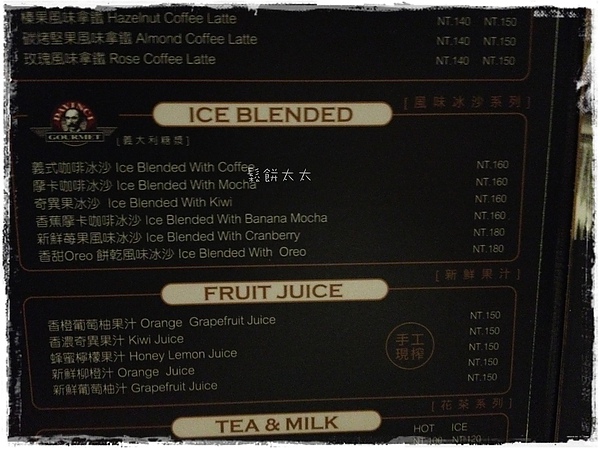 榛果風味拿鐵 Hazelnut Coffee Latte NT.140 NT.150
碳烤堅果風味拿鐵 Almond Coffee Latte NT.140 NT.150
玫瑰風味拿鐵 Rose Coffee Latte NT.140 NT.150
[風味冰沙系列]
DAVINCI GOURMET
ICE BLENDED
[義大利糖漿]
義式咖啡冰沙 Ice Blended With Coffee NT.160
鬆餅太太
摩卡咖啡冰沙 Ice Blended With Mocha NT.160
奇異果冰沙 Ice Blended With Kiwi NT.160
香蕉摩卡咖啡冰沙 Ice Blended With Banana Mocha NT.160
新鮮苺果風味冰沙 Ice Blended With Cranberry NT.180
香甜Oreo 餅乾風味冰沙 Ice Blended With Oreo NT.180
[新鮮果汁]
FRUIT JUICE
香橙葡萄柚果汁 Orange Grapefruit Juice NT.150
香濃奇異果汁 Kiwi Juice NT.150
蜂蜜檸檬果汁 Honey Lemon Juice NT.150
新鮮柳橙汁 Orange Juice NT.150
新鮮葡萄柚汁 Grapefruit Juice NT.150
手工
現榨
[花茶系列]
TEA & MILK
HOT ICE
NT.100 NT.120